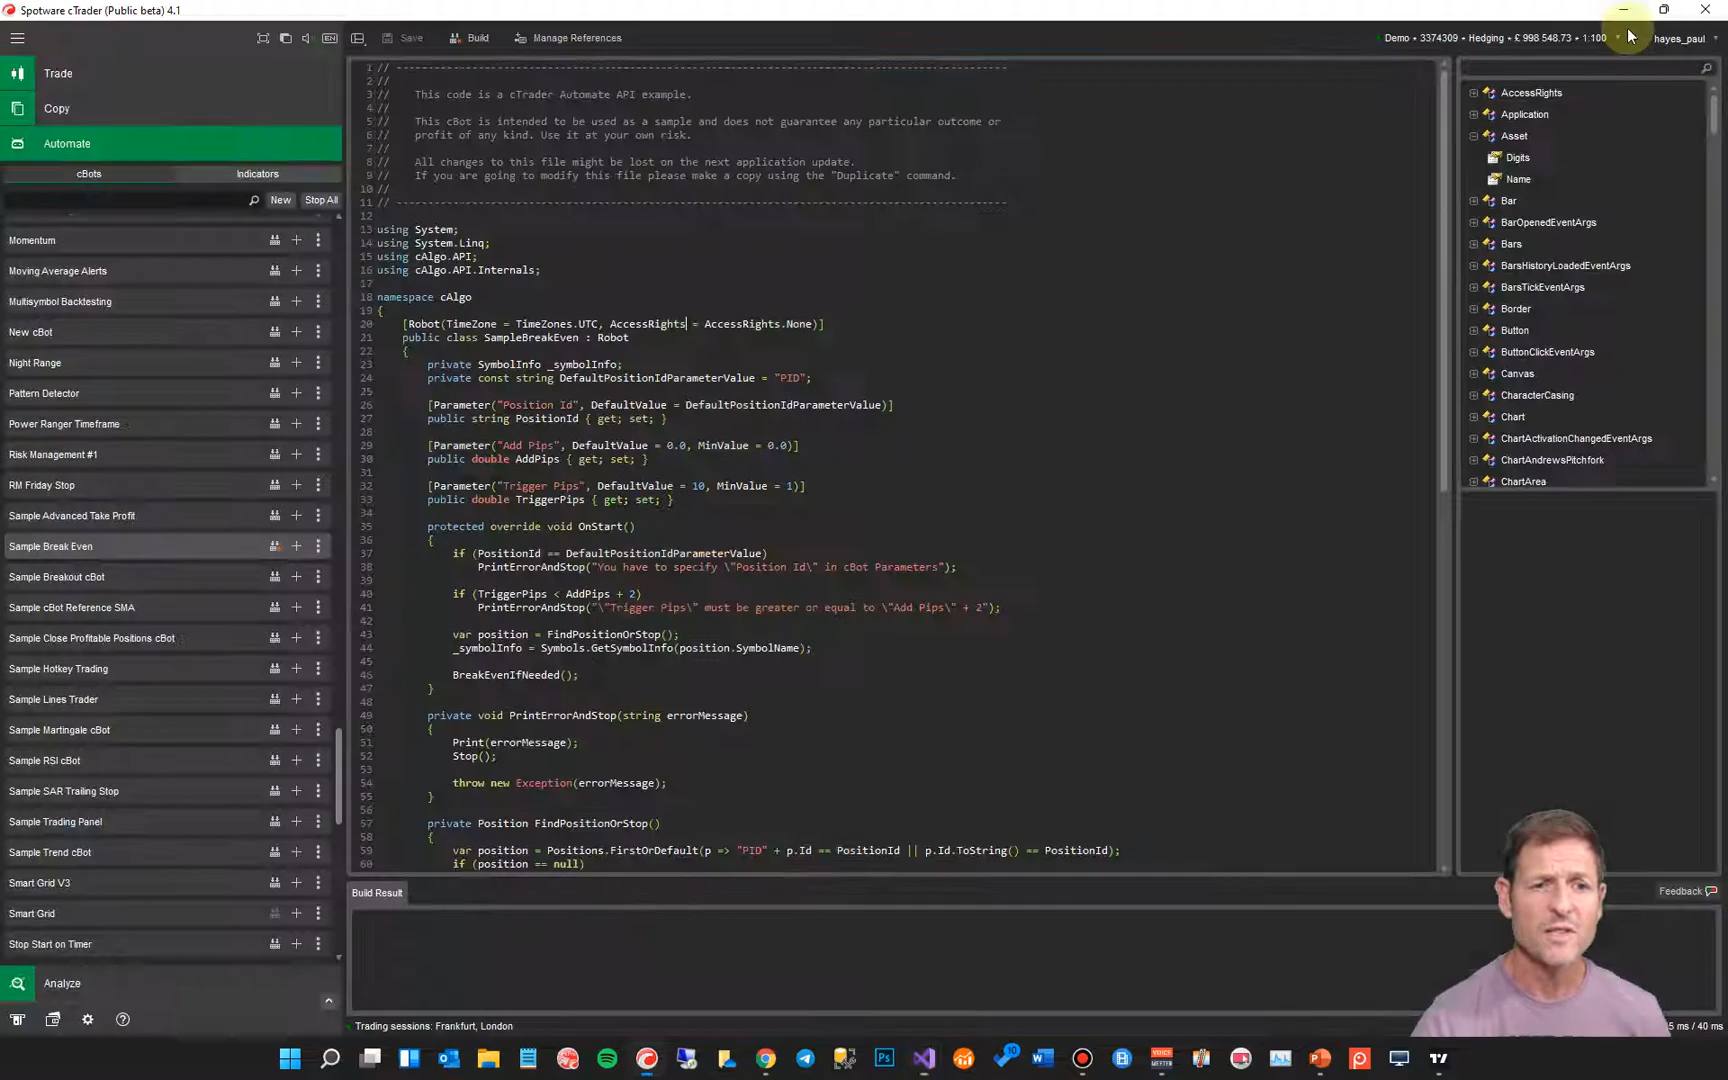 Spotware cTrader (Public beta) 4.1
EN
Save
Build
Manage References
Demo • 3374309 • Hedging • £ 998 548.73 • 1:100
hayes_paul
Trade
Copy
Automate
cBots
Indicators
New
Stop All
Momentum
Moving Average Alerts
Multisymbol Backtesting
New cBot
Night Range
Pattern Detector
Power Ranger Timeframe
Risk Management #1
RM Friday Stop
Sample Advanced Take Profit
Sample Break Even
Sample Breakout cBot
Sample cBot Reference SMA
Sample Close Profitable Positions cBot
Sample Hotkey Trading
Sample Lines Trader
Sample Martingale cBot
Sample RSI cBot
Sample SAR Trailing Stop
Sample Trading Panel
Sample Trend cBot
Smart Grid V3
Smart Grid
Stop Start on Timer
Analyze
1 // -------------------------------------------------------------------------------------------------
2 //
3 //    This code is a cTrader Automate API example.
4 //
5 //    This cBot is intended to be used as a sample and does not guarantee any particular outcome or
6 //    profit of any kind. Use it at your own risk.
7 //
8 //    All changes to this file might be lost on the next application update.
9 //    If you are going to modify this file please make a copy using the "Duplicate" command.
10 //
11 // -------------------------------------------------------------------------------------------------
12
13 using System;
14 using System.Linq;
15 using cAlgo.API;
16 using cAlgo.API.Internals;
17
18 namespace cAlgo
19 {
20     [Robot(TimeZone = TimeZones.UTC, AccessRights = AccessRights.None)]
21     public class SampleBreakEven : Robot
22     {
23         private SymbolInfo _symbolInfo;
24         private const string DefaultPositionIdParameterValue = "PID";
25
26         [Parameter("Position Id", DefaultValue = DefaultPositionIdParameterValue)]
27         public string PositionId { get; set; }
28
29         [Parameter("Add Pips", DefaultValue = 0.0, MinValue = 0.0)]
30         public double AddPips { get; set; }
31
32         [Parameter("Trigger Pips", DefaultValue = 10, MinValue = 1)]
33         public double TriggerPips { get; set; }
34
35         protected override void OnStart()
36         {
37             if (PositionId == DefaultPositionIdParameterValue)
38                 PrintErrorAndStop("You have to specify \"Position Id\" in cBot Parameters");
39
40             if (TriggerPips < AddPips + 2)
41                 PrintErrorAndStop("\"Trigger Pips\" must be greater or equal to \"Add Pips\" + 2");
42
43             var position = FindPositionOrStop();
44             _symbolInfo = Symbols.GetSymbolInfo(position.SymbolName);
45
46             BreakEvenIfNeeded();
47         }
48
49         private void PrintErrorAndStop(string errorMessage)
50         {
51             Print(errorMessage);
52             Stop();
53
54             throw new Exception(errorMessage);
55         }
56
57         private Position FindPositionOrStop()
58         {
59             var position = Positions.FirstOrDefault(p => "PID" + p.Id == PositionId || p.Id.ToString() == PositionId);
60             if (position == null)
AccessRights
Application
Asset
Digits
Name
Bar
BarOpenedEventArgs
Bars
BarsHistoryLoadedEventArgs
BarsTickEventArgs
Border
Button
ButtonClickEventArgs
Canvas
CharacterCasing
Chart
ChartActivationChangedEventArgs
ChartAndrewsPitchfork
ChartArea
Build Result
Feedback
Trading sessions: Frankfurt, London
5 ms / 40 ms